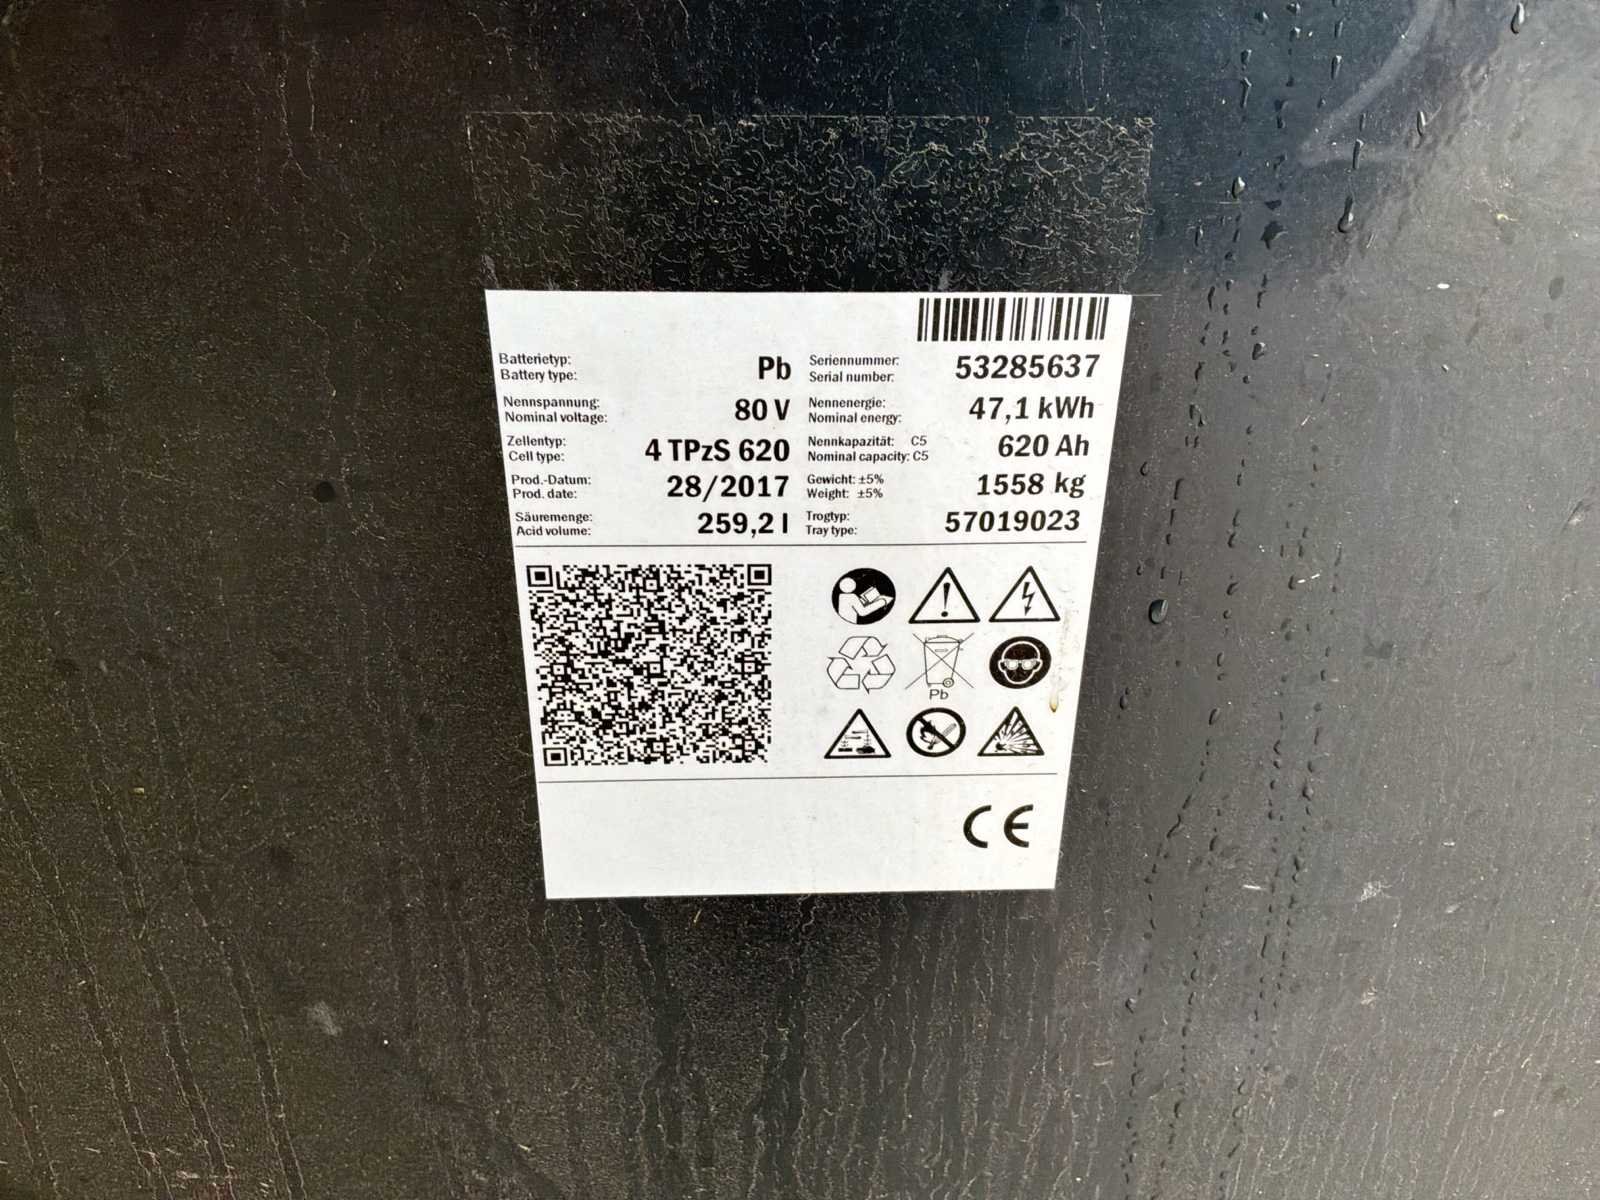 Batterietyp: Pb Seriennummer: 53285637
Battery type: Serial number:
Nennspannung: 80 V Nennenergie: 47,1 kWh
Nominal voltage: Nominal energy:
Zellentyp: 4 TPzS 620 Nennkapazität: C5 620 Ah
Cell type: Nominal capacity: C5
Prod.-Datum: 28/2017 Gewicht: ±5% 1558 kg
Prod. date: Weight: ±5%
Säuremenge: 259,2 l Trogtyp: 57019023
Acid volume: Tray type:
Pb
CE